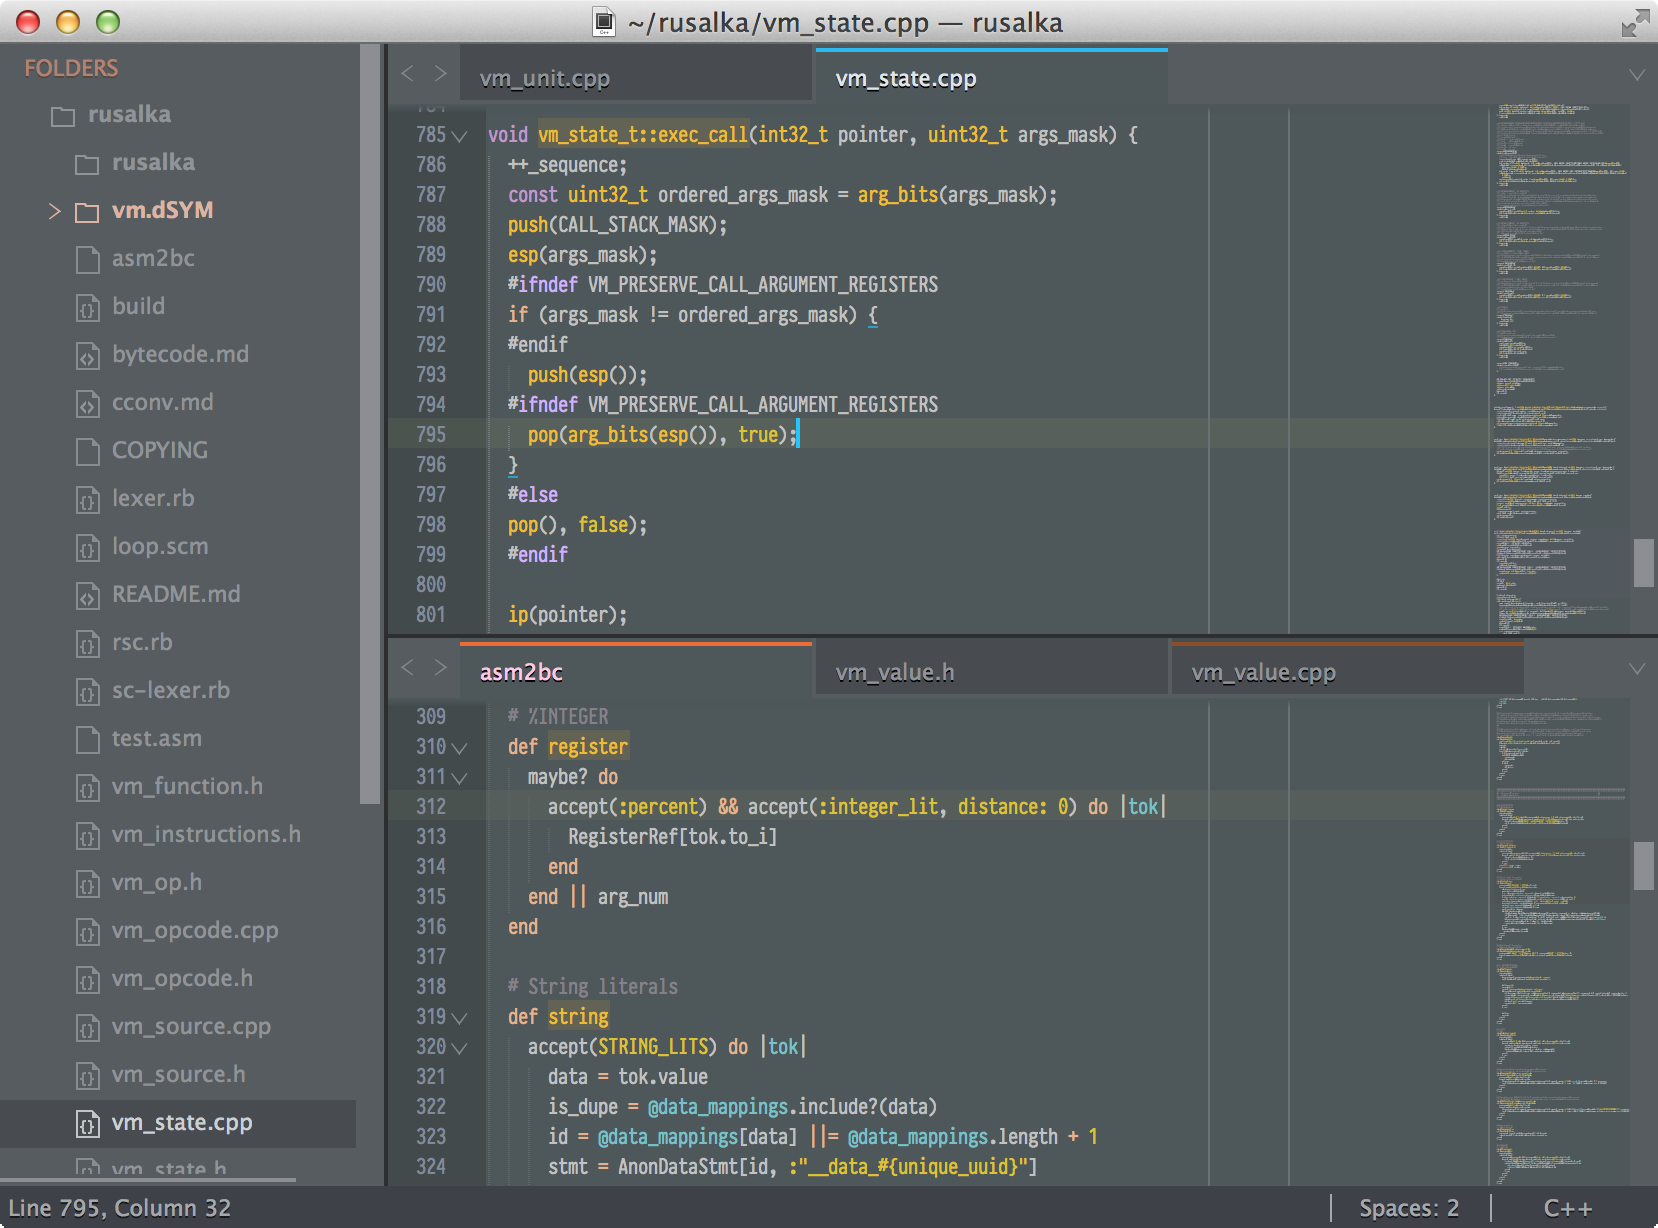 ~/rusalka/vm_state.cpp — rusalka
FOLDERS
rusalka
rusalka
vm.dSYM
asm2bc
build
bytecode.md
cconv.md
COPYING
lexer.rb
loop.scm
README.md
rsc.rb
sc-lexer.rb
test.asm
vm_function.h
vm_instructions.h
vm_op.h
vm_opcode.cpp
vm_opcode.h
vm_source.cpp
vm_source.h
vm_state.cpp
vm_state.h
vm_unit.cpp vm_state.cpp
784
785 void vm_state_t::exec_call(int32_t pointer, uint32_t args_mask) {
786 ++_sequence;
787 const uint32_t ordered_args_mask = arg_bits(args_mask);
788 push(CALL_STACK_MASK);
789 esp(args_mask);
790 #ifndef VM_PRESERVE_CALL_ARGUMENT_REGISTERS
791 if (args_mask != ordered_args_mask) {
792 #endif
793 push(esp());
794 #ifndef VM_PRESERVE_CALL_ARGUMENT_REGISTERS
795 pop(arg_bits(esp()), true);
796 }
797 #else
798 pop(), false);
799 #endif
800
801 ip(pointer);
asm2bc vm_value.h vm_value.cpp
309 # %INTEGER
310 def register
311 maybe? do
312 accept(:percent) && accept(:integer_lit, distance: 0) do |tok|
313 RegisterRef[tok.to_i]
314 end
315 end || arg_num
316 end
317
318 # String literals
319 def string
320 accept(STRING_LITS) do |tok|
321 data = tok.value
322 is_dupe = @data_mappings.include?(data)
323 id = @data_mappings[data] ||= @data_mappings.length + 1
324 stmt = AnonDataStmt[id, :"__data_#{unique_uuid}"]
Line 795, Column 32
Spaces: 2
C++